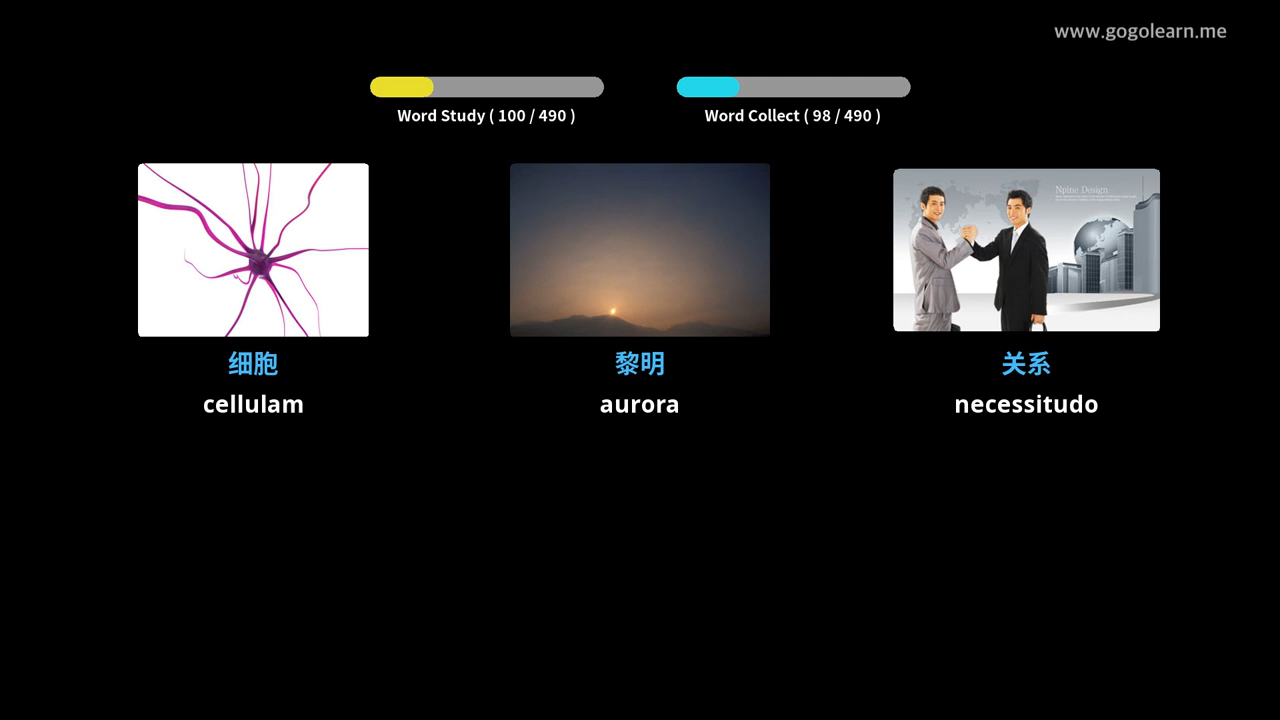 www.gogolearn.me
Word Study ( 100 / 490 )
Word Collect ( 98 / 490 )
Npine Design
细胞
黎明
关系
cellulam
aurora
necessitudo